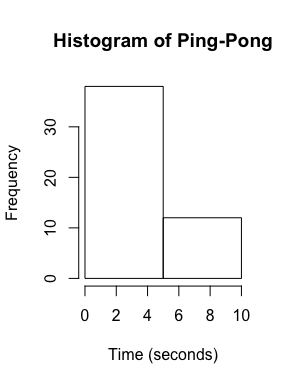 Histogram of Ping-Pong
Frequency
30
20
10
0
0 2 4 6 8 10
Time (seconds)